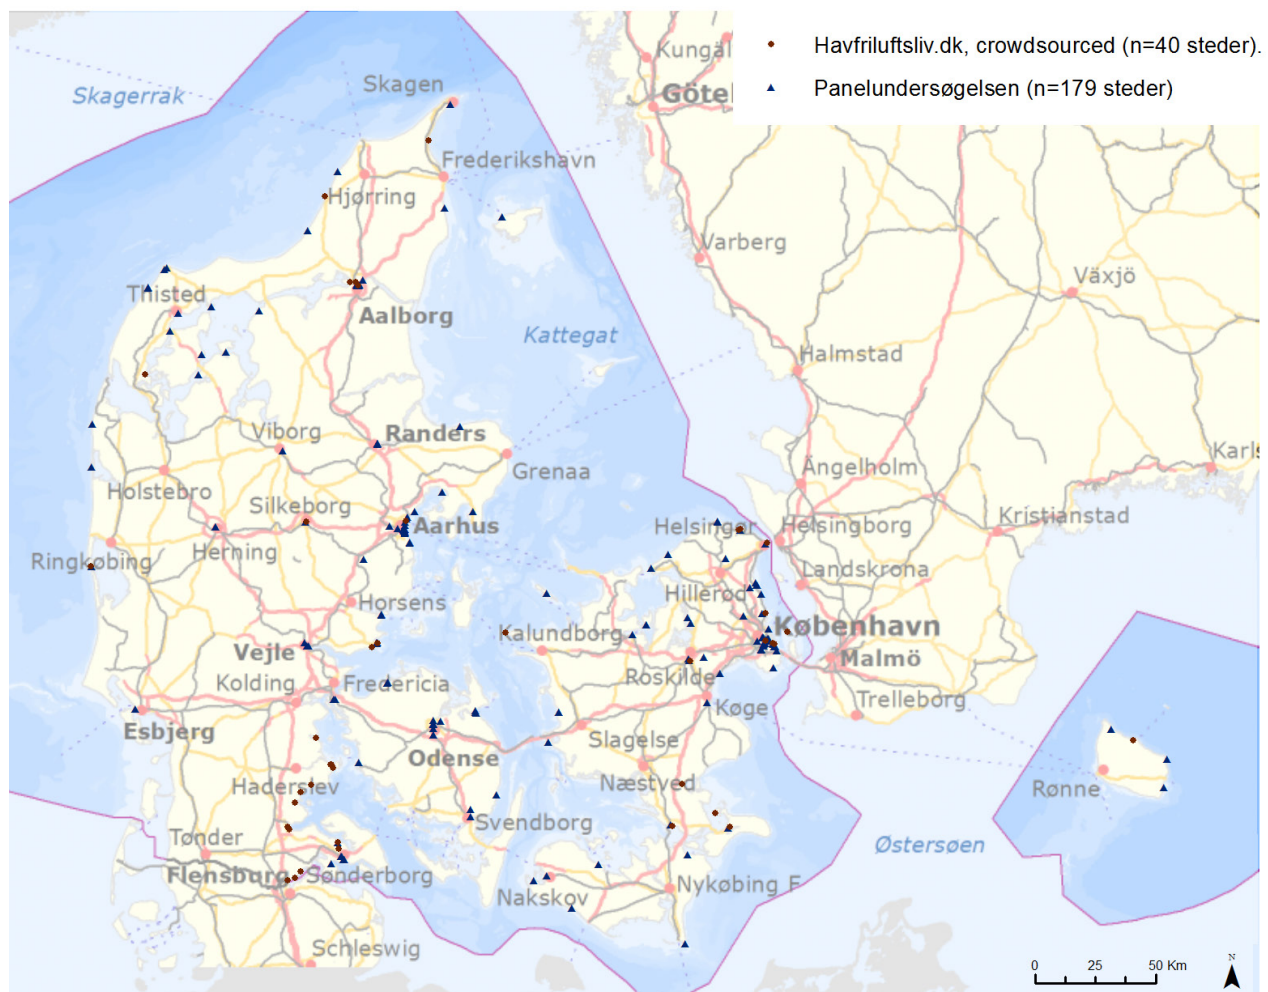 Havfriluftsliv.dk, crowdsourced (n=40 steder).
Panelundersøgelsen (n=179 steder)
Kungäl
Göte
Skagen
Skagerrak
Frederikshavn
Hjørring
Varberg
Växjö
Thisted
Aalborg
Kattegat
Halmstad
Viborg
Randers
Grenaa
Ängelholm
Karls
Holstebro
Silkeborg
Aarhus
Helsingør
Helsingborg
Kristianstad
Herning
Ringkøbing
Landskrona
Hillerød
Horsens
Kalundborg
København
Vejle
Malmö
Roskilde
Kolding
Fredericia
Trelleborg
Køge
Esbjerg
Slagelse
Odense
Næstved
Haderslev
Rønne
Svendborg
Tønder
Østersøen
Flensburg
Sønderborg
Nykøbing F
Nakskov
Schleswig
N
0 25 50 Km